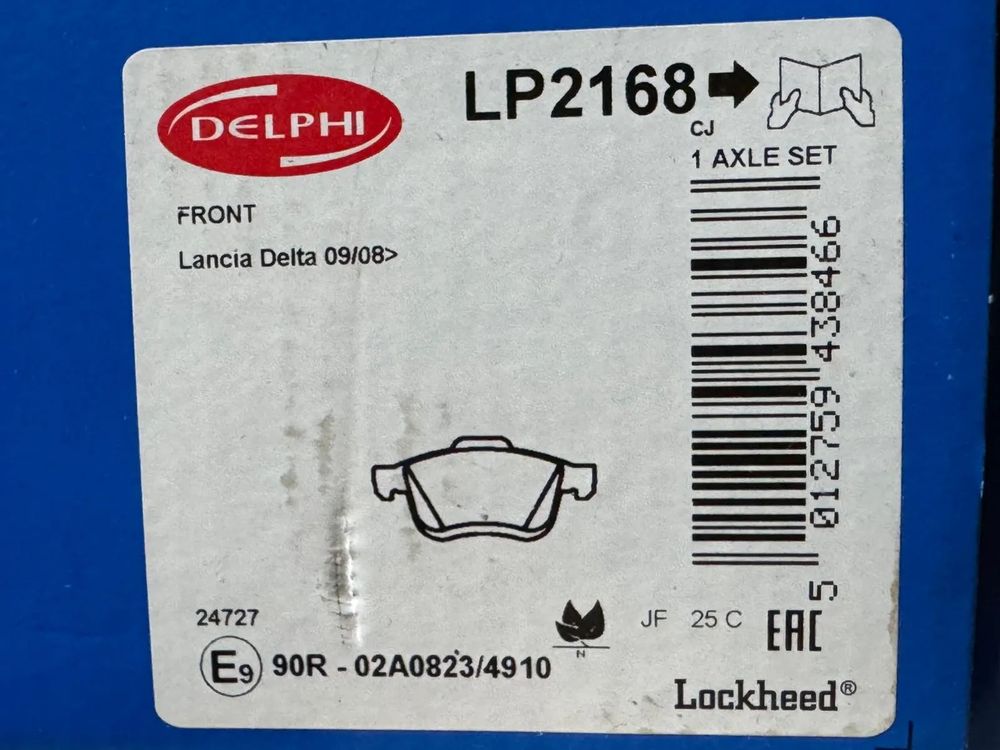 DELPHI
LP2168
CJ
1 AXLE SET
FRONT
Lancia Delta 09/08>
5 012759 438466
24727
E9 90R - 02A0823/4910
N
JF 25 C
EAC
Lockheed®